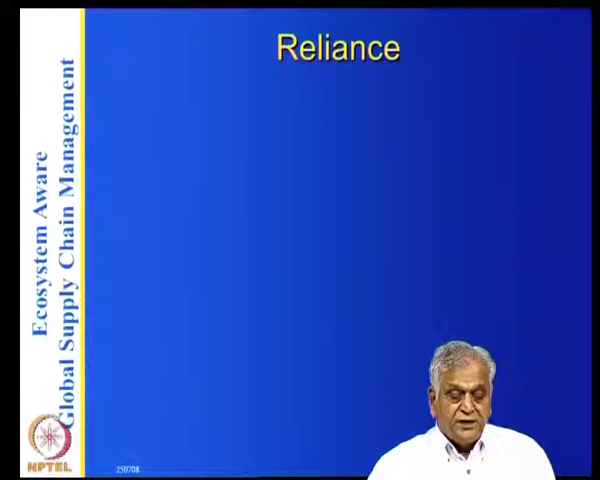 Reliance
Ecosystem Aware
Global Supply Chain Management
NPTEL
250708